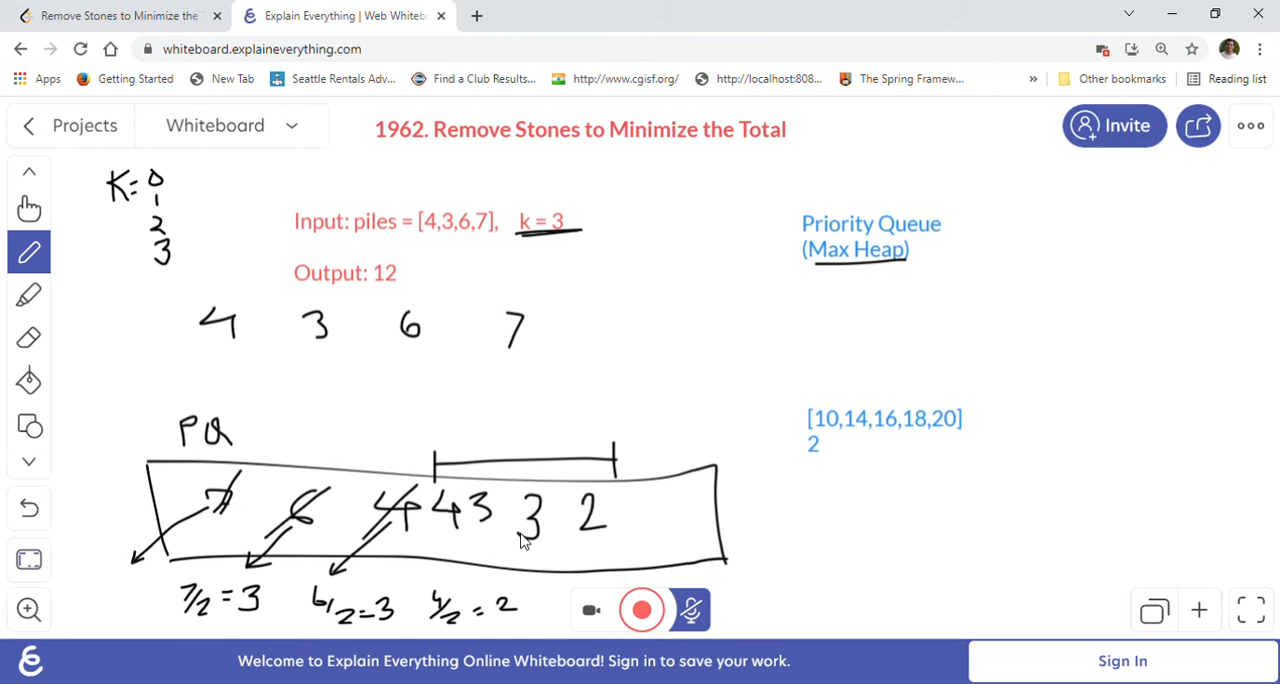 Remove Stones to Minimize the T
Explain Everything | Web Whiteb
whiteboard.explaineverything.com
Apps Getting Started New Tab Seattle Rentals Adv... Find a Club Results... http://www.cgisf.org/ http://localhost:808... The Spring Framew... » Other bookmarks Reading list
Projects Whiteboard
1962. Remove Stones to Minimize the Total
Invite
K= 0
1
2
3
Input: piles = [4,3,6,7], k = 3
Output: 12
Priority Queue
(Max Heap)
4 3 6 7
PQ
[10,14,16,18,20]
2
7 6 4 4 3 3 2
7/2 = 3 6/2 = 3 4/2 = 2
Welcome to Explain Everything Online Whiteboard! Sign in to save your work.
Sign In